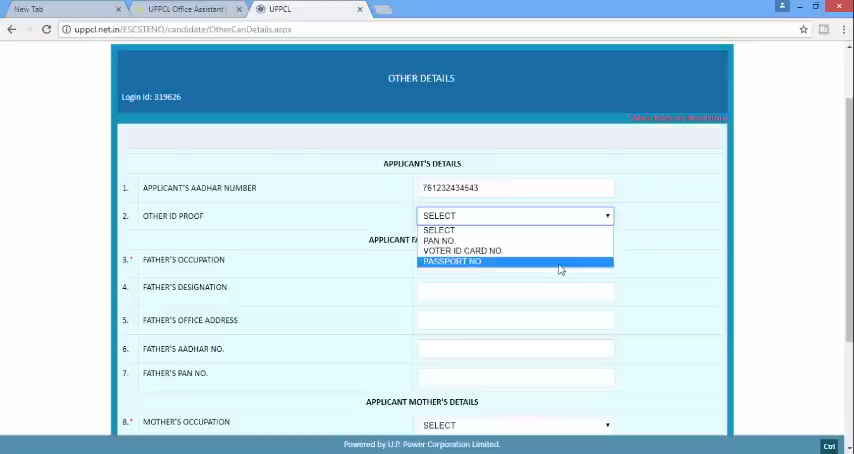 New Tab
UPPCL Office Assistant |
UPPCL
uppcl.net.in/ESCSTENO/candidate/OtherCanDetails.aspx
OTHER DETAILS
Login Id: 319626
APPLICANT'S DETAILS
1. APPLICANT'S AADHAR NUMBER 761232434543
2. OTHER ID PROOF SELECT
SELECT
PAN NO.
VOTER ID CARD NO.
PASSPORT NO
3.* FATHER'S OCCUPATION
4. FATHER'S DESIGNATION
5. FATHER'S OFFICE ADDRESS
6. FATHER'S AADHAR NO.
7. FATHER'S PAN NO.
APPLICANT MOTHER'S DETAILS
8.* MOTHER'S OCCUPATION SELECT
Powered by U.P. Power Corporation Limited.
Ctrl